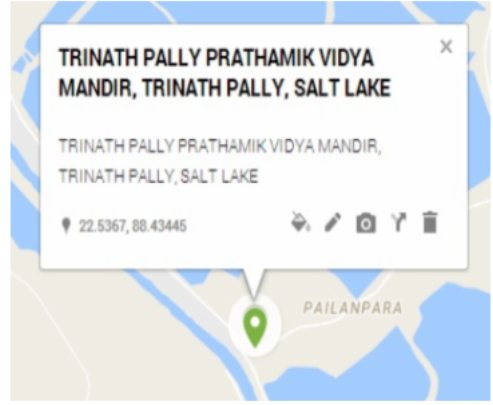 TRINATH PALLY PRATHAMIK VIDYA
MANDIR, TRINATH PALLY, SALT LAKE
TRINATH PALLY PRATHAMIK VIDYA MANDIR,
TRINATH PALLY, SALT LAKE
22.5367, 88.43445
PAILANPARA